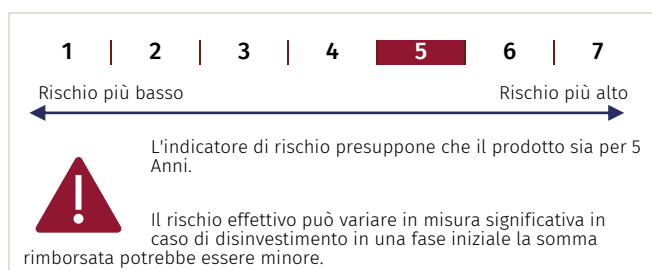 1 | 2 | 3 | 4 | 5 | 6 | 7
Rischio più basso Rischio più alto
L'indicatore di rischio presuppone che il prodotto sia per 5
Anni.
Il rischio effettivo può variare in misura significativa in
caso di disinvestimento in una fase iniziale la somma
rimborsata potrebbe essere minore.